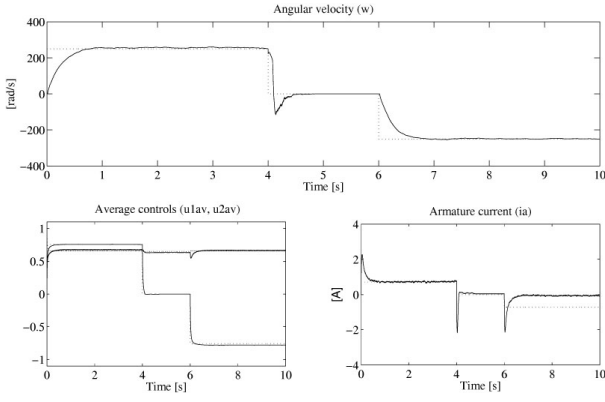 Angular velocity (w)
400
200
0
−200
−400
[rad/s]
0 1 2 3 4 5 6 7 8 9 10
Time [s]
Average controls (u1av, u2av)
1
0.5
0
−0.5
−1
0 2 4 6 8 10
Time [s]
Armature current (ia)
4
2
0
−2
−4
[A]
0 2 4 6 8 10
Time [s]